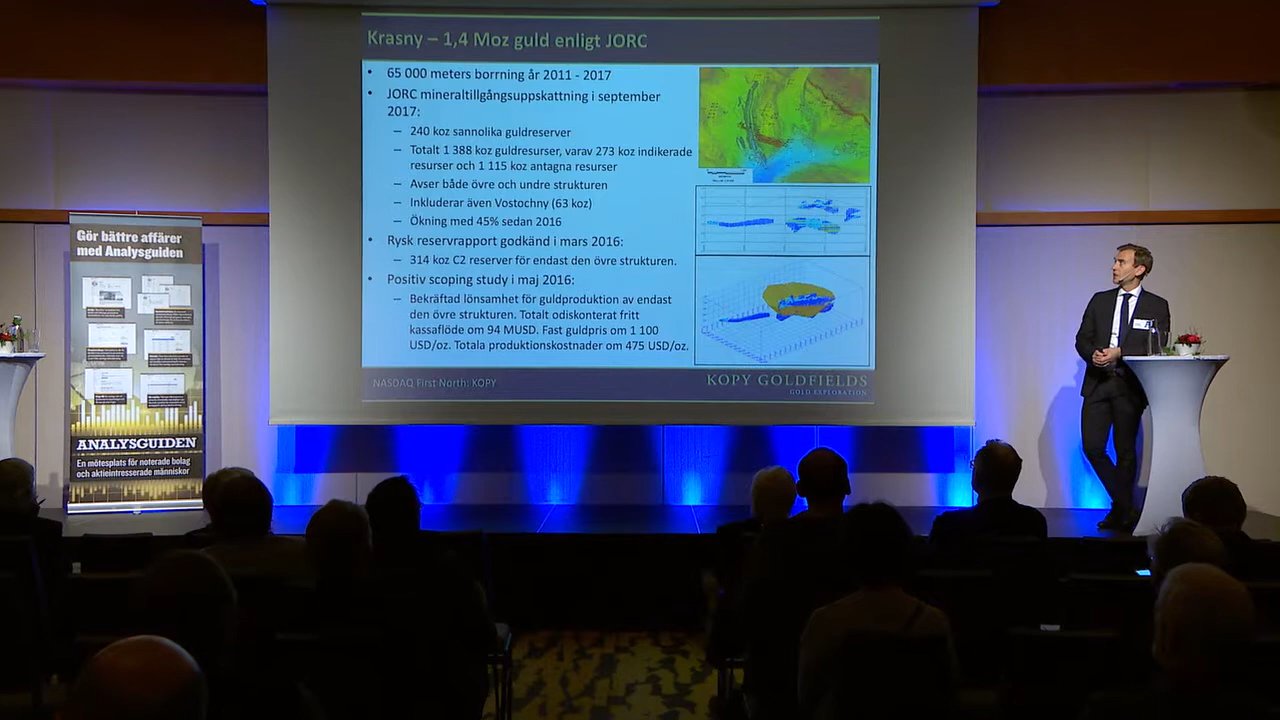 Krasny – 1,4 Moz guld enligt JORC
• 65 000 meters borrning år 2011 - 2017
• JORC mineraltillgångsuppskattning i september
2017:
– 240 koz sannolika guldreserver
– Totalt 1 388 koz guldresurser, varav 273 koz indikerade
resurser och 1 115 koz antagna resurser
– Avser både övre och undre strukturen
– Inkluderar även Vostochny (63 koz)
– Ökning med 45% sedan 2016
• Rysk reservrapport godkänd i mars 2016:
– 314 koz C2 reserver för endast den övre strukturen.
• Positiv scoping study i maj 2016:
– Bekräftad lönsamhet för guldproduktion av endast
den övre strukturen. Totalt odiskonterat fritt
kassaflöde om 94 MUSD. Fast guldpris om 1 100
USD/oz. Totala produktionskostnader om 475 USD/oz.
NASDAQ First North: KOPY
KOPY GOLDFIELDS
GOLD EXPLORATION
Gör bättre affärer
med Analysguiden
ANALYSGUIDEN
En mötesplats för noterade bolag
och aktieintresserade människor